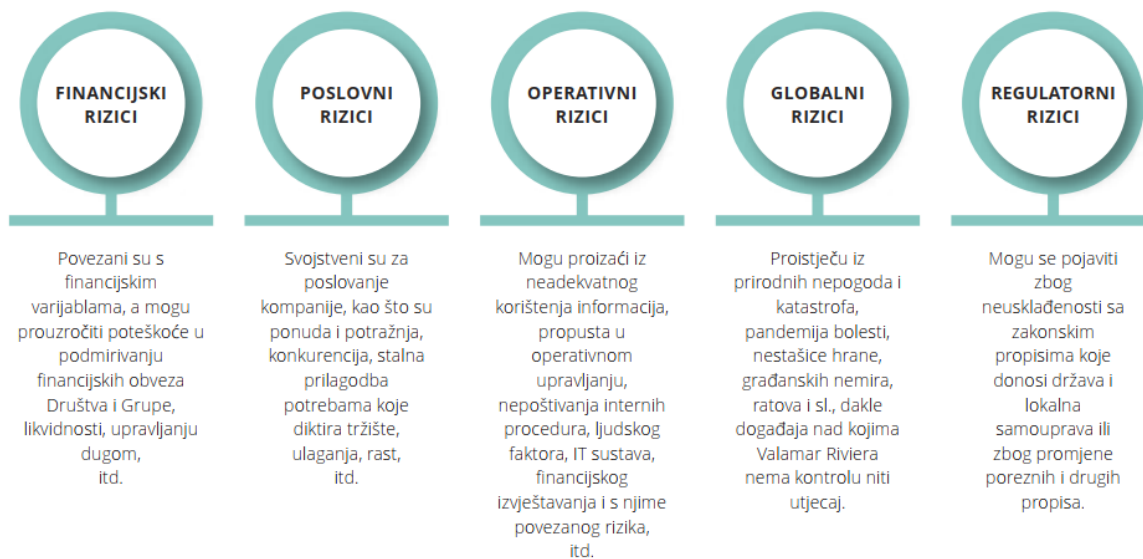 FINANCIJSKI
RIZICI
Povezani su s
financijskim
varijablama, a mogu
prouzročiti poteškoće u
podmirivanju
financijskih obveza
Društva i Grupe,
likvidnosti, upravljanju
dugom,
itd.
POSLOVNI
RIZICI
Svojstveni su za
poslovanje
kompanije, kao što su
ponuda i potražnja,
konkurencija, stalna
prilagodba
potrebama koje
diktira tržište,
ulaganja, rast,
itd.
OPERATIVNI
RIZICI
Mogu proizaći iz
neadekvatnog
korištenja informacija,
propusta u
operativnom
upravljanju,
nepoštivanja internih
procedura, ljudskog
faktora, IT sustava,
financijskog
izvještavanja i s njime
povezanog rizika,
itd.
GLOBALNI
RIZICI
Proistječu iz
prirodnih nepogoda i
katastrofa,
pandemija bolesti,
nestašice hrane,
građanskih nemira,
ratova i sl., dakle
događaja nad kojima
Valamar Riviera
nema kontrolu niti
utjecaj.
REGULATORNI
RIZICI
Mogu se pojaviti
zbog
neusklađenosti sa
zakonskim
propisima koje
donosi država i
lokalna
samouprava ili
zbog promjene
poreznih i drugih
propisa.